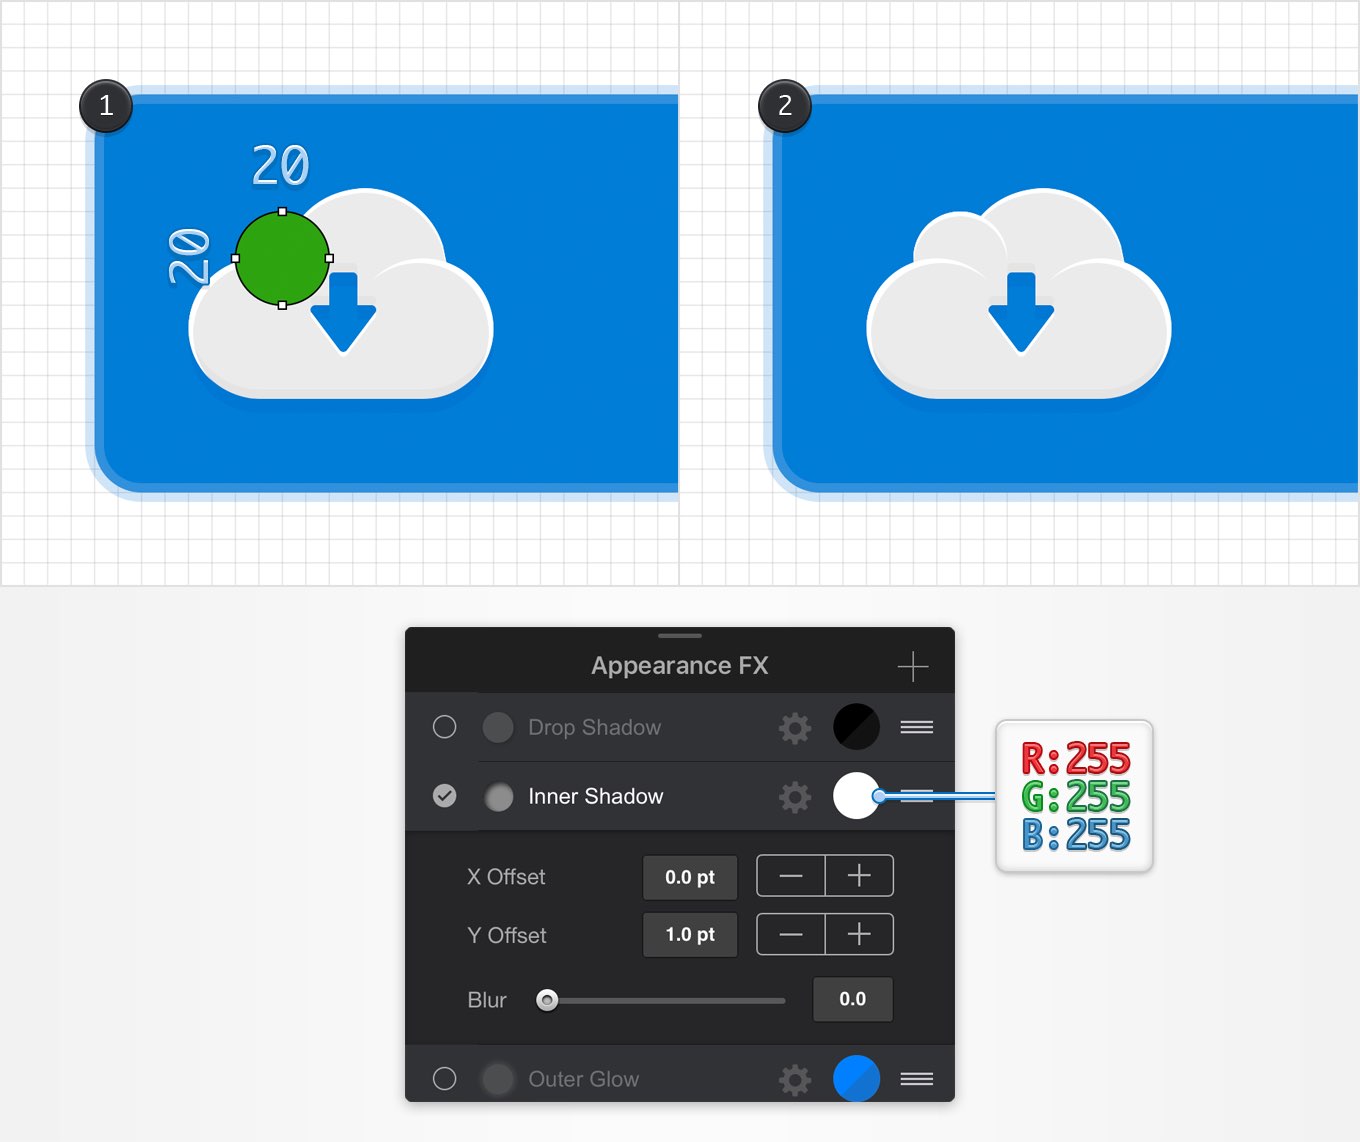 1
20
20
2
Appearance FX
Drop Shadow
Inner Shadow
R:255
G:255
B:255
X Offset 0.0 pt
Y Offset 1.0 pt
Blur 0.0
Outer Glow